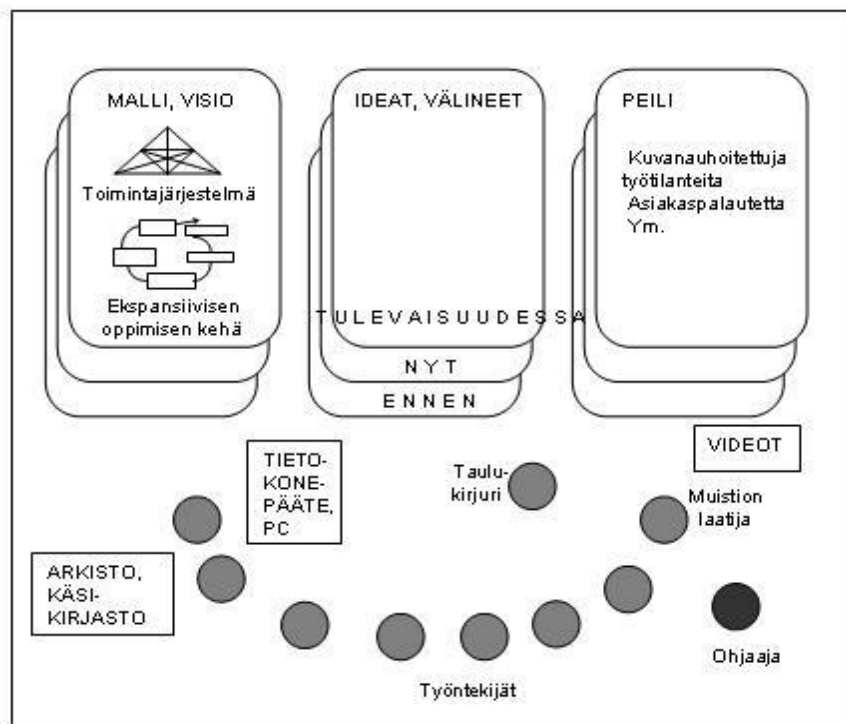 MALLI, VISIO
Toimintajärjestelmä
Ekspansiivisen
oppimisen kehä
IDEAT, VÄLINEET
PEILI
Kuvanauhoitettuja
työtilanteita
Asiakaspalautetta
Ym.
TULEVAISUUDESSA
NYT
ENNEN
TIETO-
KONE-
PÄÄTE,
PC
Taulu-
kirjuri
VIDEOT
Muistion
laatija
ARKISTO,
KÄSI-
KIRJASTO
Ohjaaja
Työntekijät